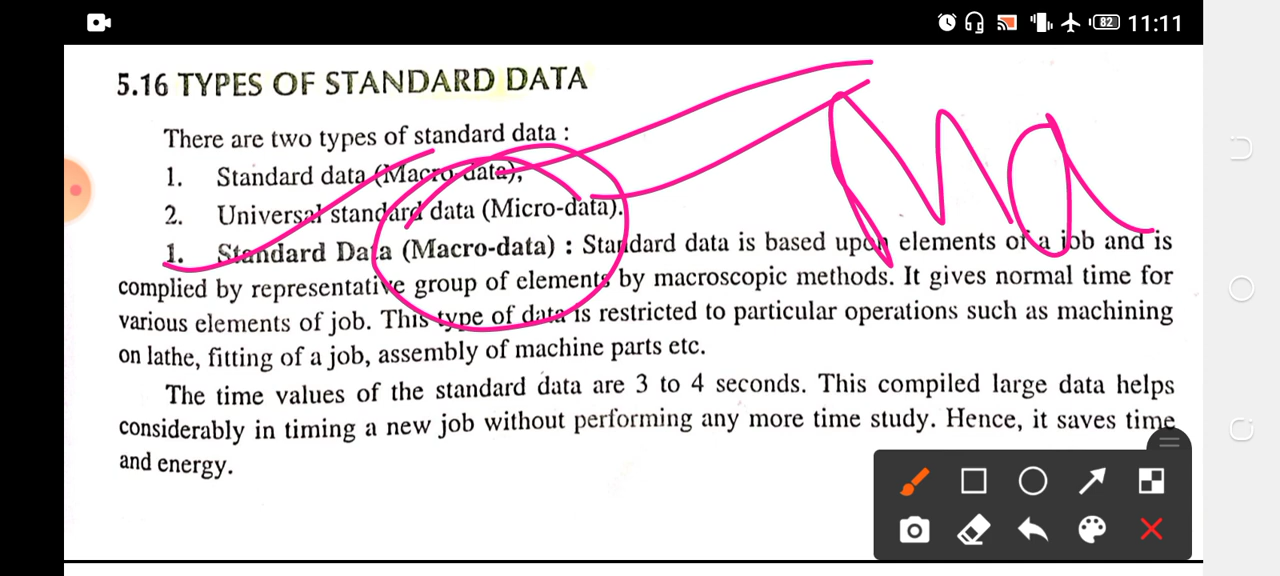 82 11:11
5.16 TYPES OF STANDARD DATA
There are two types of standard data :
1. Standard data (Macro-data),
2. Universal standard data (Micro-data).
1. Standard Data (Macro-data) : Standard data is based upon elements of a job and is
complied by representative group of elements by macroscopic methods. It gives normal time for
various elements of job. This type of data is restricted to particular operations such as machining
on lathe, fitting of a job, assembly of machine parts etc.
The time values of the standard data are 3 to 4 seconds. This compiled large data helps
considerably in timing a new job without performing any more time study. Hence, it saves time
and energy.